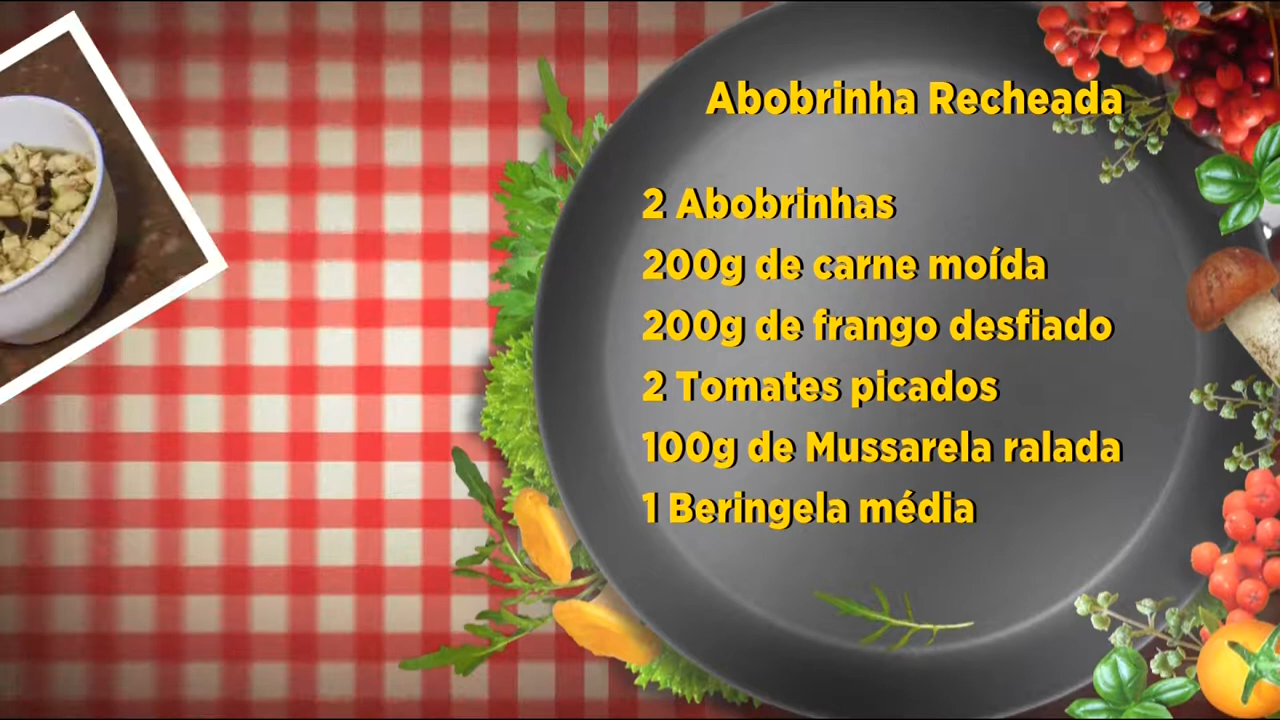 Abobrinha Recheada
2 Abobrinhas
200g de carne moída
200g de frango desfiado
2 Tomates picados
100g de Mussarela ralada
1 Beringela média